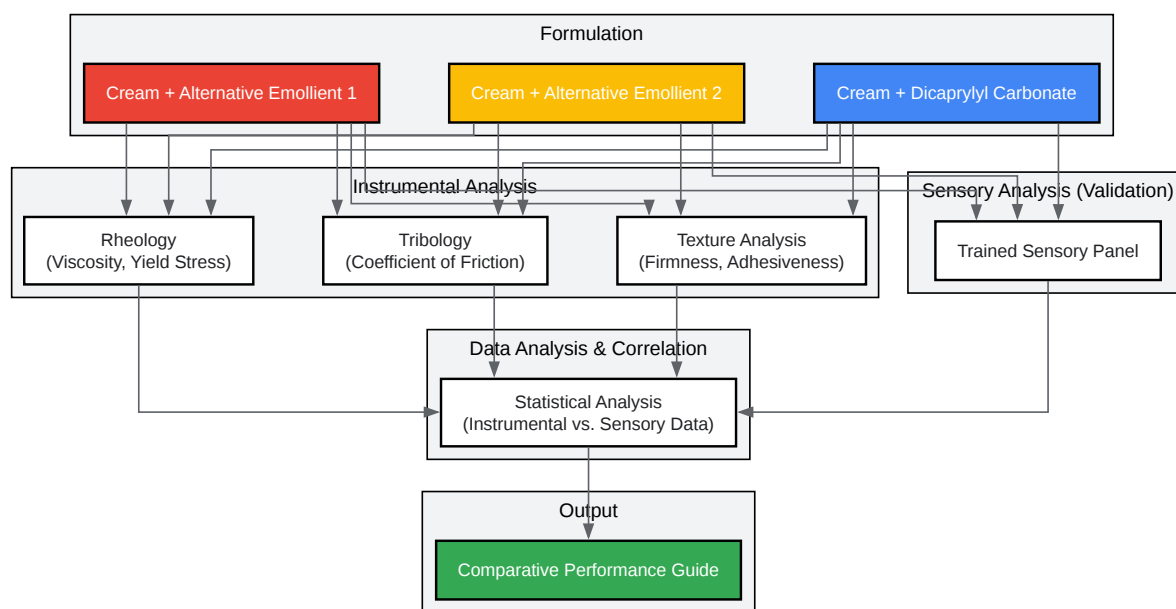 Formulation
Cream + Alternative Emollient 1
Cream + Alternative Emollient 2
Cream + Dicaprylyl Carbonate
Instrumental Analysis
Sensory Analysis (Validation)
Rheology
(Viscosity, Yield Stress)
Tribology
(Coefficient of Friction)
Texture Analysis
(Firmness, Adhesiveness)
Trained Sensory Panel
Data Analysis & Correlation
Statistical Analysis
(Instrumental vs. Sensory Data)
Output
Comparative Performance Guide